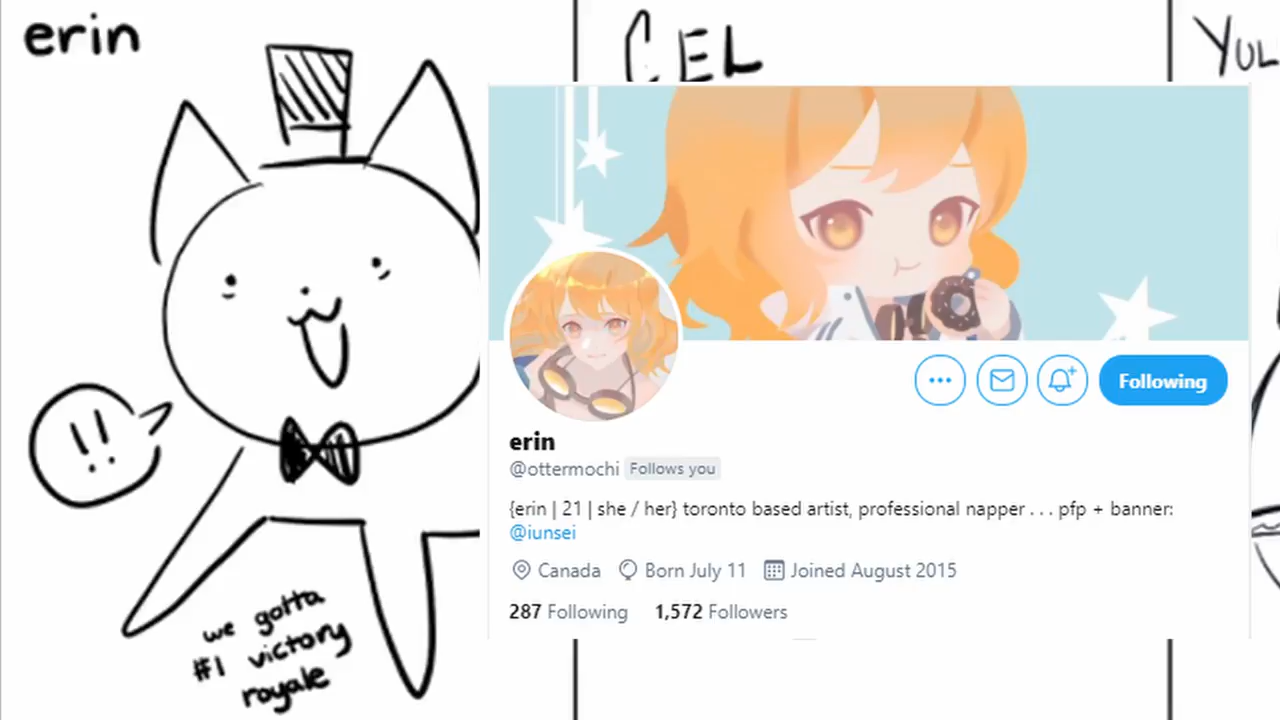 erin
CEL
YUL
!!
we gotta
#1 victory
royale
Following
erin
@ottermochi Follows you
{erin | 21 | she / her} toronto based artist, professional napper . . . pfp + banner:
@iunsei
Canada Born July 11 Joined August 2015
287 Following 1,572 Followers